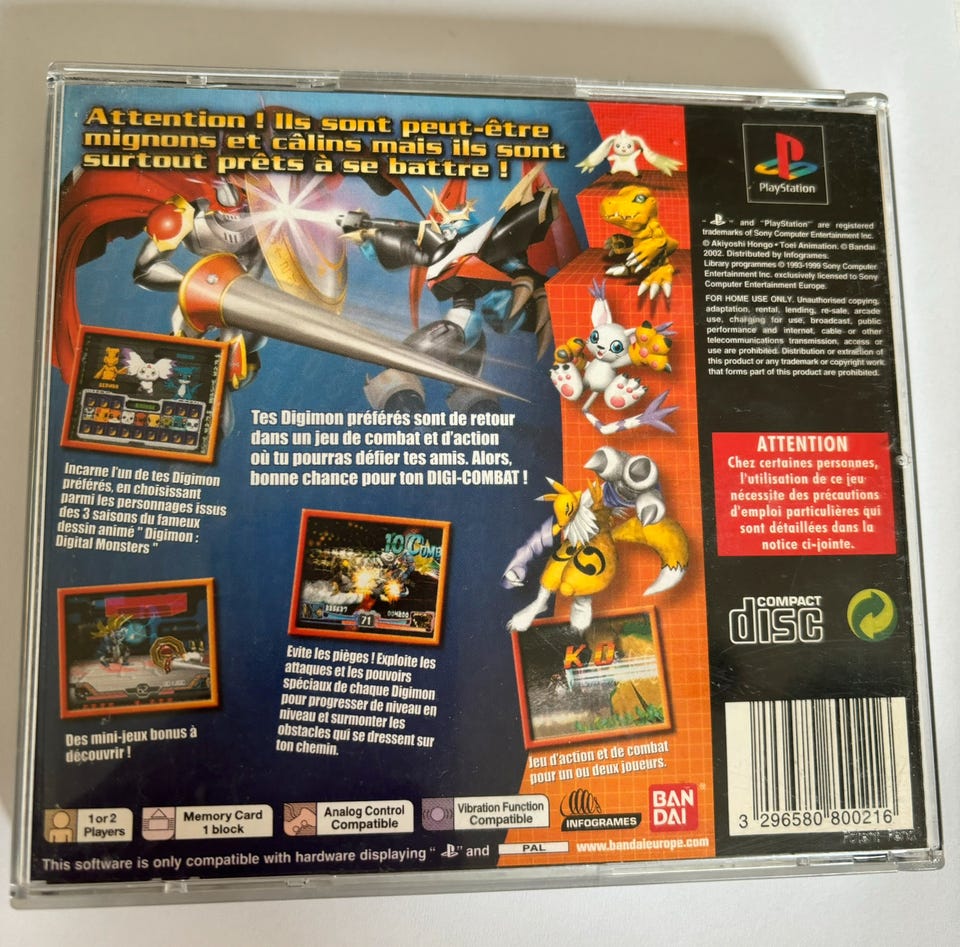 Attention ! Ils sont peut-être
mignons et câlins mais ils sont
surtout prêts à se battre !
PlayStation
" and "PlayStation" are registered
trademarks of Sony Computer Entertainment Inc.
© Akiyoshi Hongo • Toei Animation. © Bandai
2002. Distributed by Infogrames.
Library programmes © 1993-1999 Sony Computer
Entertainment Inc. exclusively licensed to Sony
Computer Entertainment Europe.
FOR HOME USE ONLY. Unauthorised copying,
adaptation, rental, lending, re-sale, arcade
use, charging for use, broadcast, public
performance and internet, cable or other
telecommunications transmission, access or
use are prohibited. Distribution or extraction of
this product or any trademark or copyright work
that forms part of this product are prohibited.
Tes Digimon préférés sont de retour
dans un jeu de combat et d'action
où tu pourras défier tes amis. Alors,
bonne chance pour ton DIGI-COMBAT !
Incarne l'un de tes Digimon
préférés, en choisissant
parmi les personnages issus
des 3 saisons du fameux
dessin animé " Digimon :
Digital Monsters "
ATTENTION
Chez certaines personnes,
l'utilisation de ce jeu
nécessite des précautions
d'emploi particulières qui
sont détaillées dans la
notice ci-jointe.
10
71
K.O
Evite les pièges ! Exploite les
attaques et les pouvoirs
spéciaux de chaque Digimon
pour progresser de niveau en
niveau et surmonter les
obstacles qui se dressent sur
ton chemin.
Des mini-jeux bonus à
découvrir !
Jeu d'action et de combat
pour un ou deux joueurs.
COMPACT
disc
3 296580 800216
1 or 2
Players
Memory Card
1 block
Analog Control
Compatible
Vibration Function
Compatible
INFOGRAMES
BAN
DAI
®
This software is only compatible with hardware displaying " " and
PAL
www.bandaieurope.com